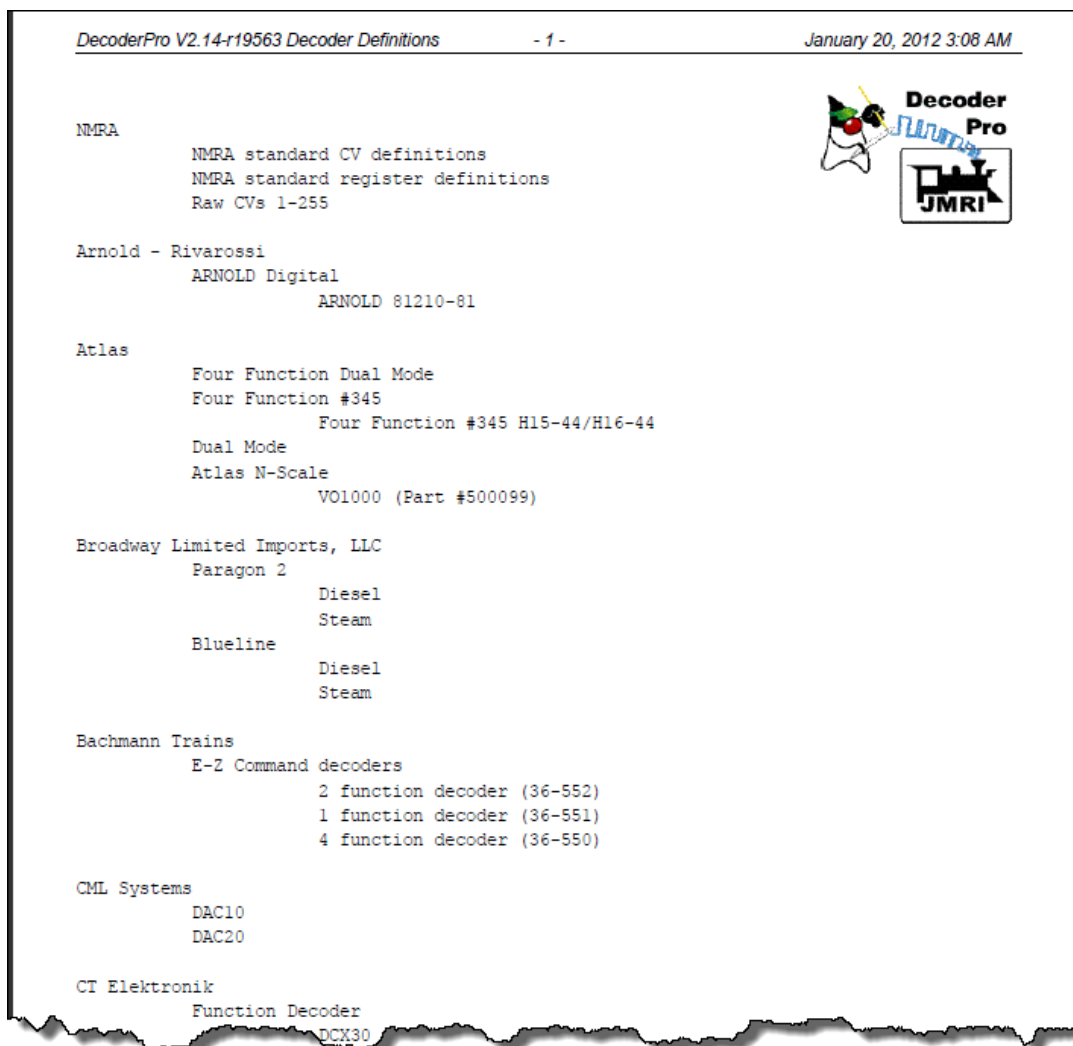 DecoderPro V2.14-r19563 Decoder Definitions - 1 - January 20, 2012 3:08 AM
Decoder
Pro
JMRI
NMRA
NMRA standard CV definitions
NMRA standard register definitions
Raw CVs 1-255
Arnold - Rivarossi
ARNOLD Digital
ARNOLD 81210-81
Atlas
Four Function Dual Mode
Four Function #345
Four Function #345 H15-44/H16-44
Dual Mode
Atlas N-Scale
VO1000 (Part #500099)
Broadway Limited Imports, LLC
Paragon 2
Diesel
Steam
Blueline
Diesel
Steam
Bachmann Trains
E-Z Command decoders
2 function decoder (36-552)
1 function decoder (36-551)
4 function decoder (36-550)
CML Systems
DAC10
DAC20
CT Elektronik
Function Decoder
DCX30